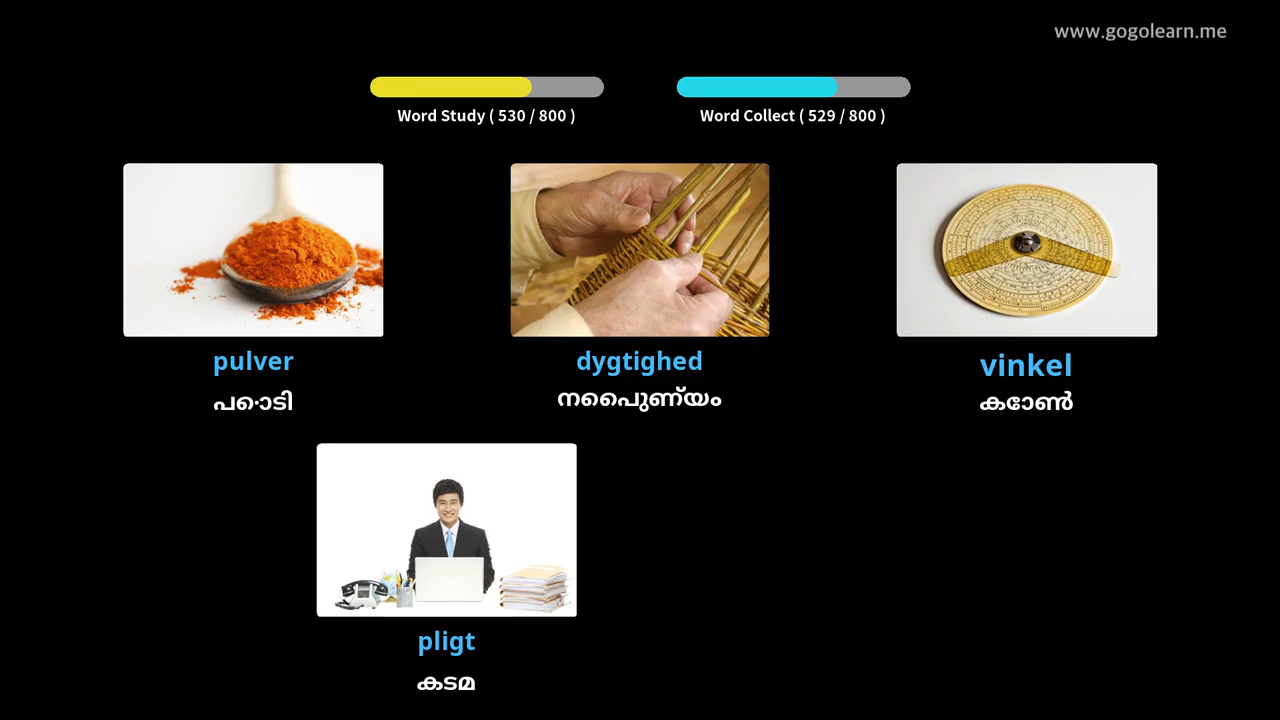 www.gogolearn.me
Word Study ( 530 / 800 )
Word Collect ( 529 / 800 )
pulver
dygtighed
vinkel
പൊടി
നൈപുണ്യം
കോൺ
pligt
കടമ